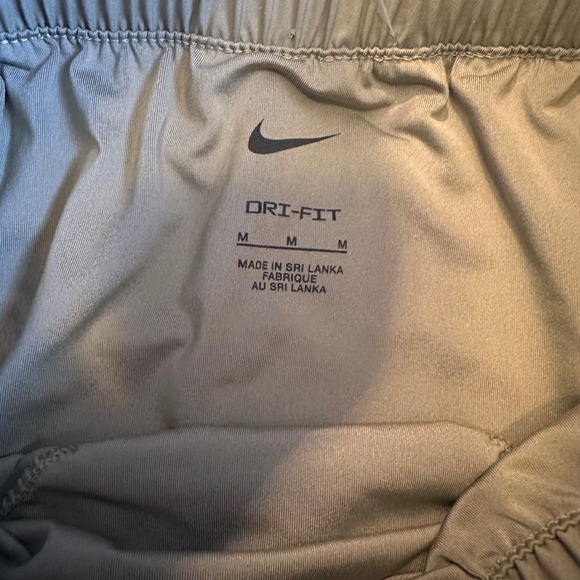 DRI-FIT
M M M
MADE IN SRI LANKA
FABRIQUE
AU SRI LANKA